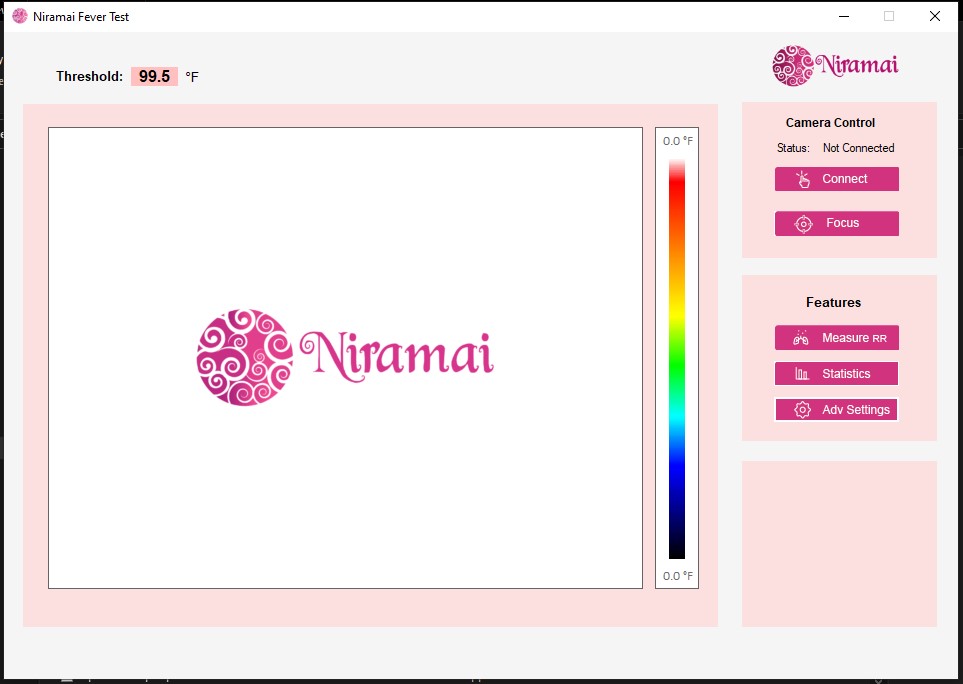 Niramai Fever Test
Threshold: 99.5 °F
Niramai
0.0 °F
Niramai
0.0 °F
Camera Control
Status: Not Connected
Connect
Focus
Features
Measure RR
Statistics
Adv Settings